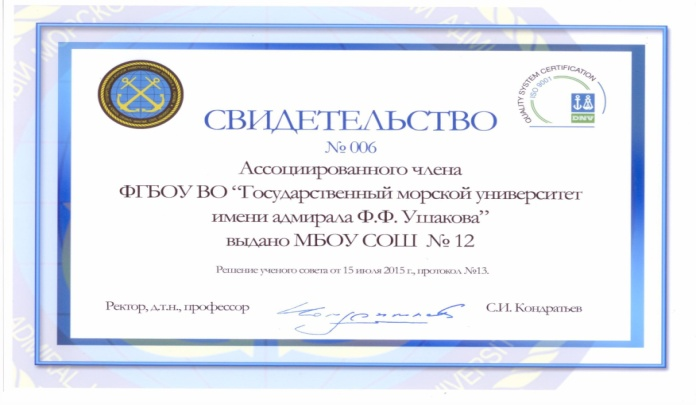 QUALITY SYSTEM CERTIFICATION
ISO 9001
DNV
СВИДЕТЕЛЬСТВО
№ 006
Ассоциированного члена
ФГБОУ ВО “Государственный морской университет
имени адмирала Ф.Ф. Ушакова”
выдано МБОУ СОШ № 12
Решение ученого совета от 15 июля 2015 г., протокол №13.
Ректор, д.т.н., профессор
С.И. Кондратьев